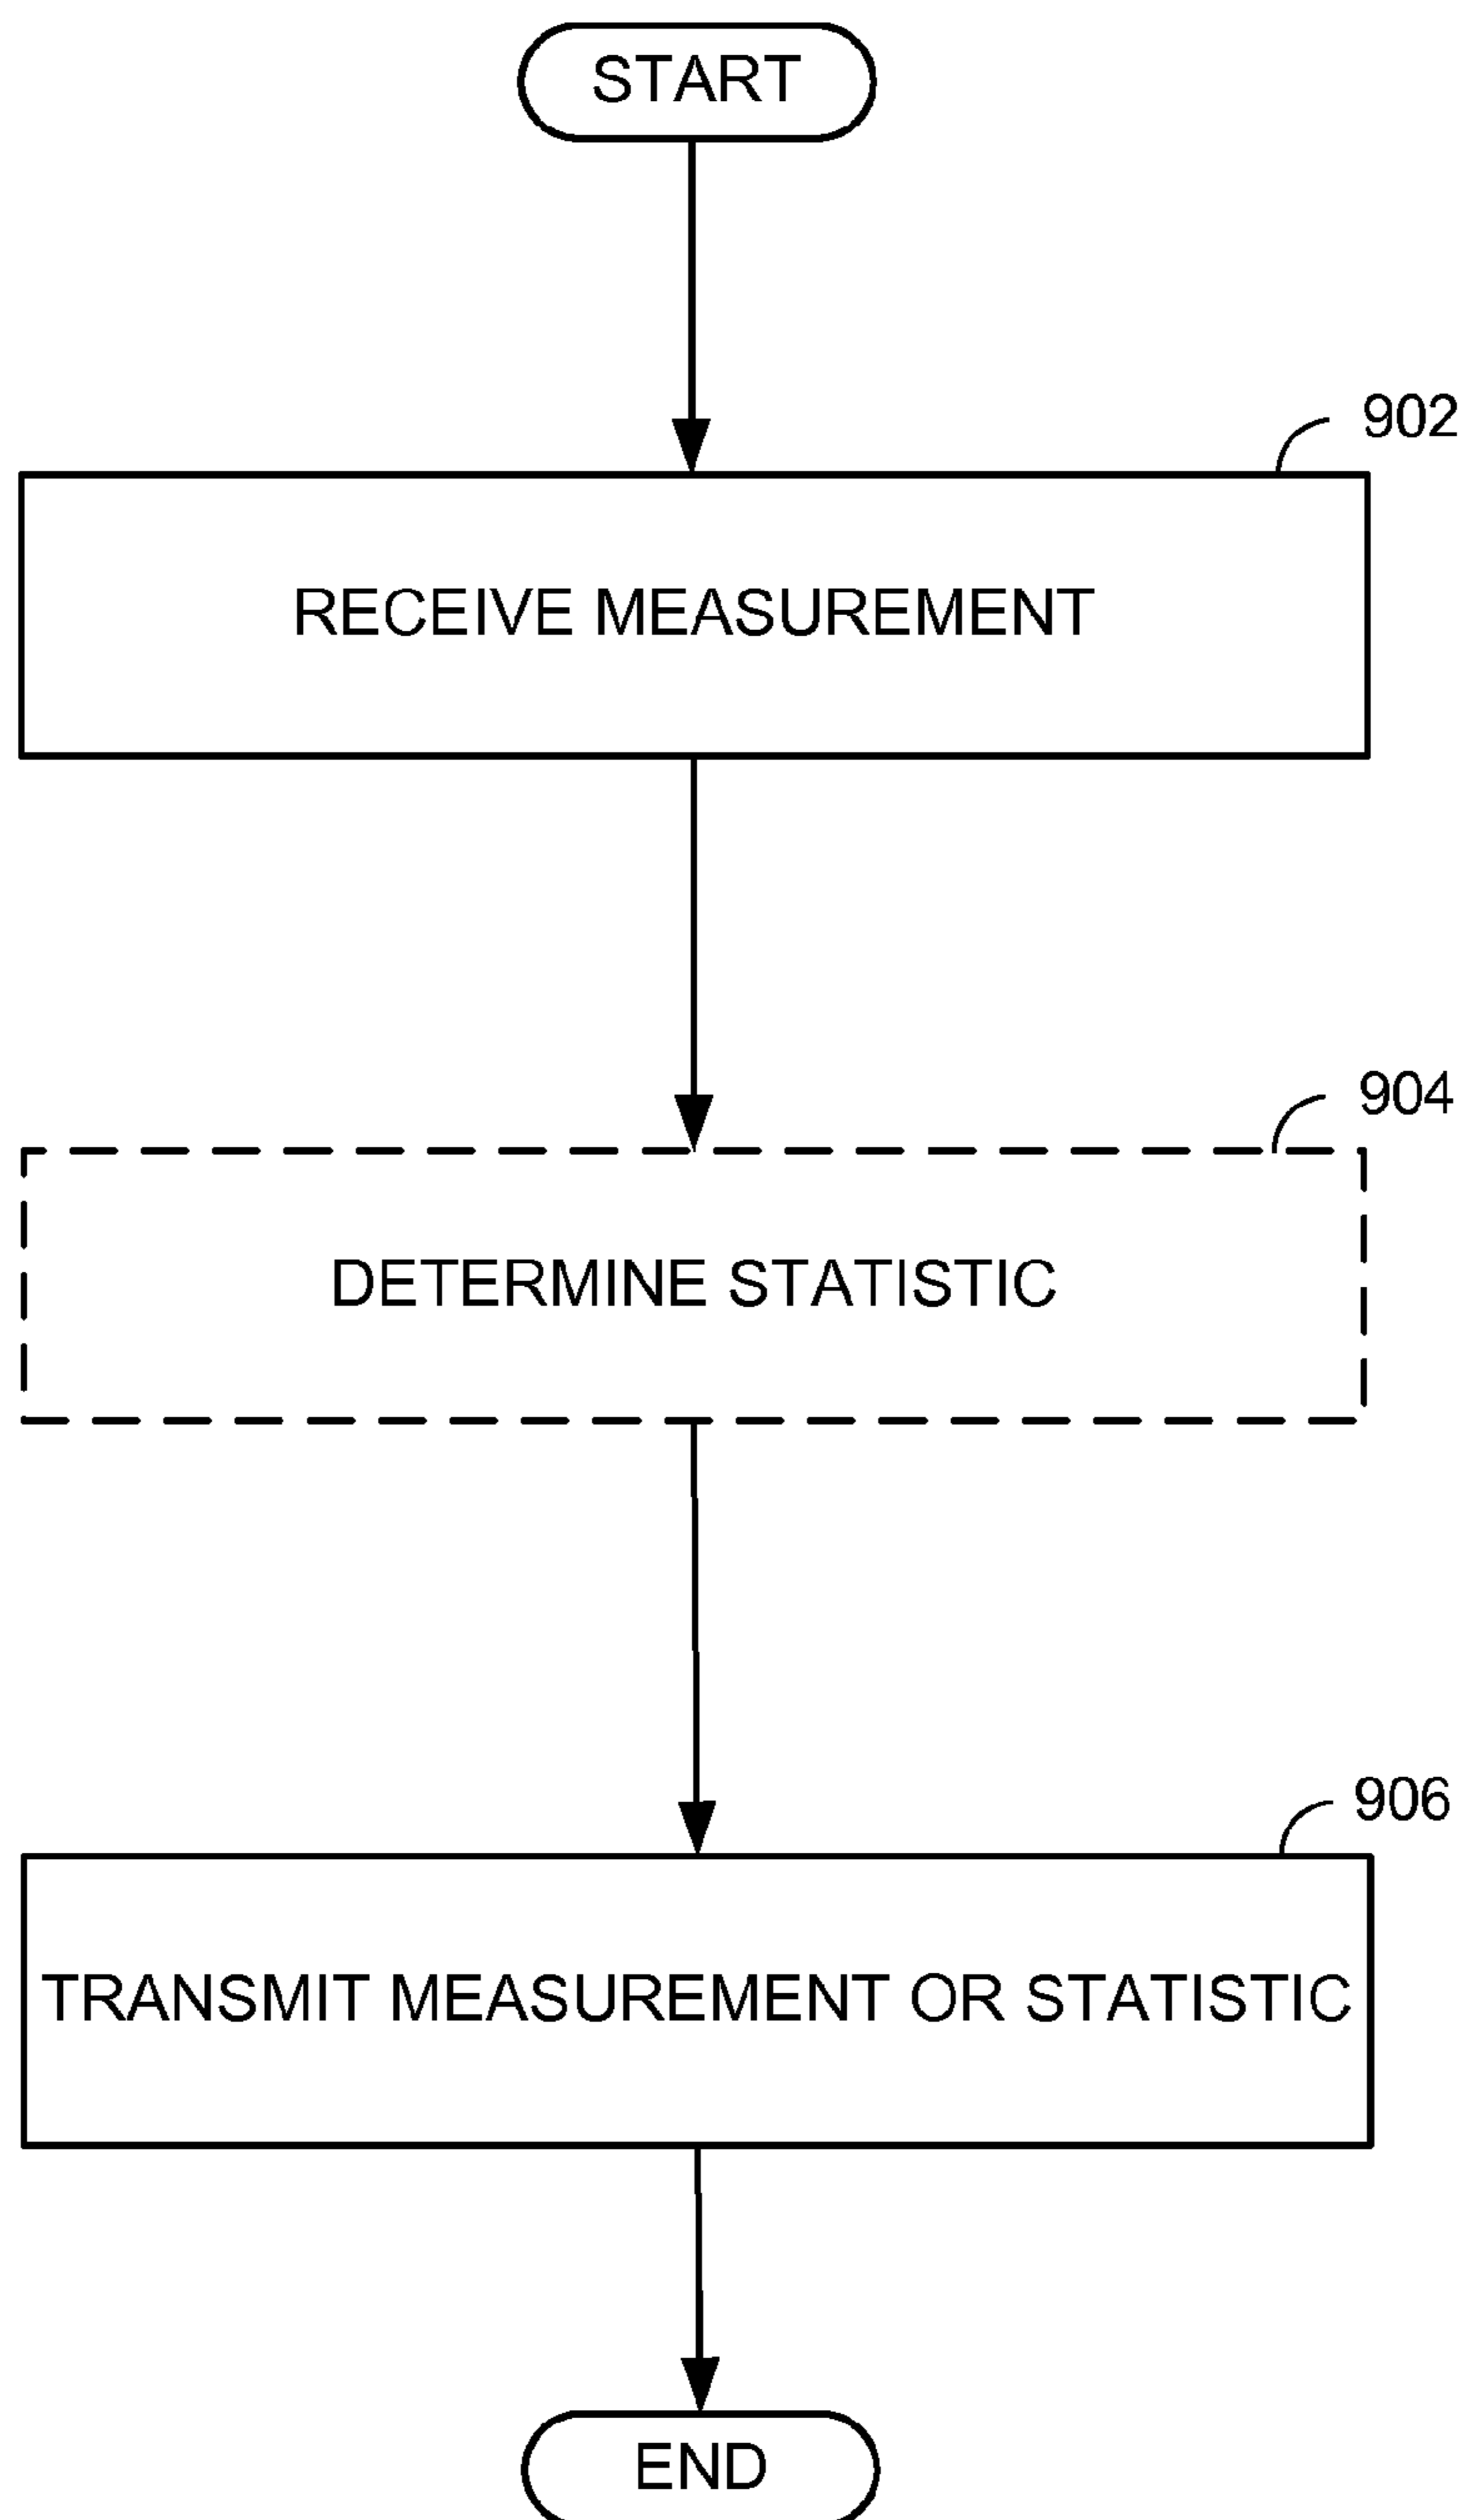 START
902
RECEIVE MEASUREMENT
904
DETERMINE STATISTIC
906
TRANSMIT MEASUREMENT OR STATISTIC
END